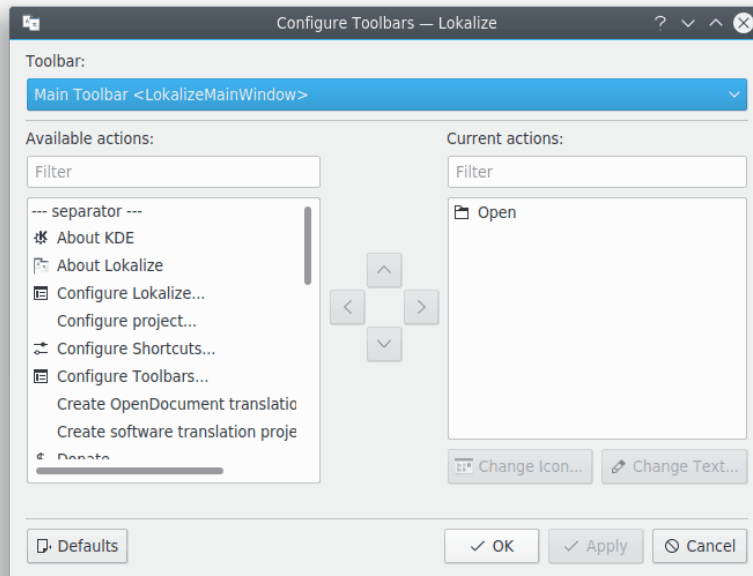 Configure Toolbars — Lokalize
Toolbar:
Main Toolbar <LokalizeMainWindow>
Available actions:
Filter
--- separator ---
About KDE
About Lokalize
Configure Lokalize...
Configure project...
Configure Shortcuts...
Configure Toolbars...
Create OpenDocument translatio
Create software translation proje
Donate
Current actions:
Filter
Open
Change Icon...
Change Text...
Defaults
OK
Apply
Cancel